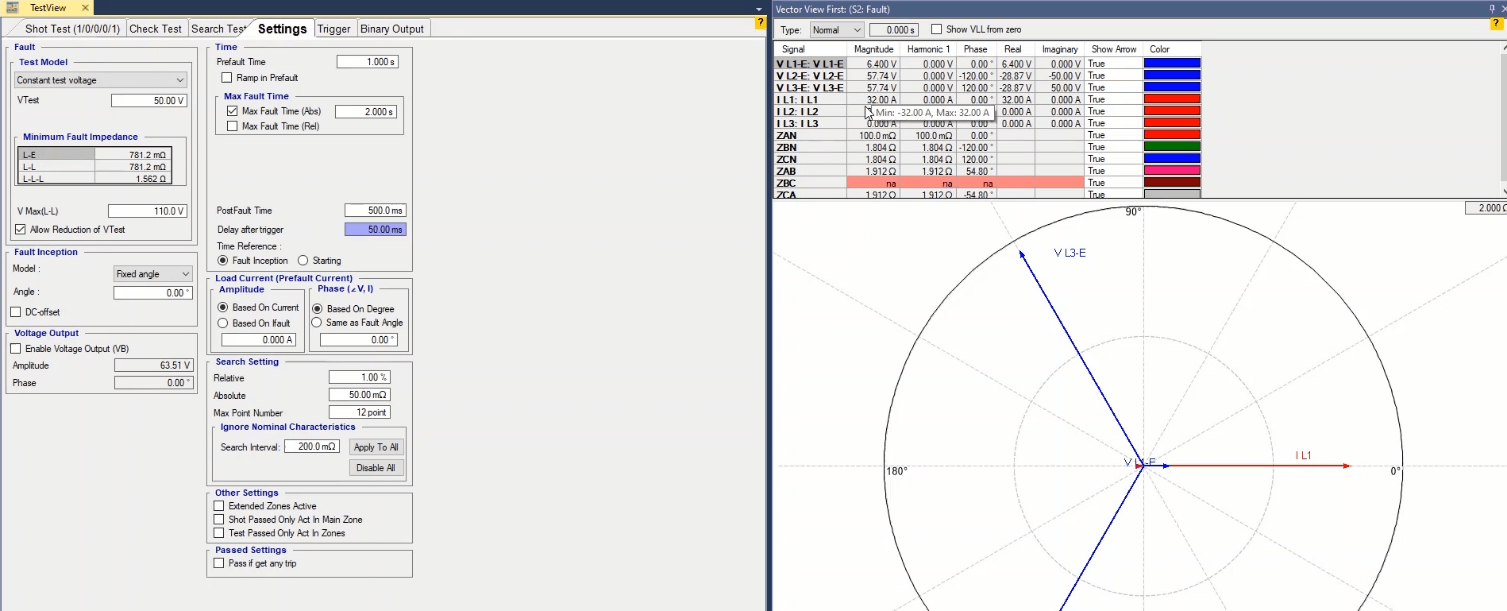 TestView ×
Shot Test (1/0/0/0/1) Check Test Search Test Settings Trigger Binary Output
?
Fault
Test Model
Constant test voltage
VTest 50.00 V
Minimum Fault Impedance
L-E 781.2 mΩ
L-L 781.2 mΩ
L-L-L 1.562 Ω
V Max(L-L) 110.0 V
Allow Reduction of VTest
Fault Inception
Model : Fixed angle
Angle : 0.00 °
DC-offset
Voltage Output
Enable Voltage Output (VB)
Amplitude 63.51 V
Phase 0.00 °
Time
Prefault Time 1.000 s
Ramp in Prefault
Max Fault Time
Max Fault Time (Abs) 2.000 s
Max Fault Time (Rel)
PostFault Time 500.0 ms
Delay after trigger 50.00 ms
Time Reference :
Fault Inception Starting
Load Current (Prefault Current)
Amplitude
Based On Current
Based On Ifault
0.000 A
Phase (∠V, I)
Based On Degree
Same as Fault Angle
0.00 °
Search Setting
Relative 1.00 %
Absolute 50.00 mΩ
Max Point Number 12 point
Ignore Nominal Characteristics
Search Interval: 200.0 mΩ Apply To All
Disable All
Other Settings
Extended Zones Active
Shot Passed Only Act In Main Zone
Test Passed Only Act In Zones
Passed Settings
Pass if get any trip
Vector View First: (S2: Fault)
Type: Normal 0.000 s Show VLL from zero
?
Signal Magnitude Harmonic 1 Phase Real Imaginary Show Arrow Color
V L1-E: V L1-E 6.400 V 0.000 V 0.00 ° 6.400 V 0.000 V True
V L2-E: V L2-E 57.74 V 0.000 V -120.00 ° -28.87 V -50.00 V True
V L3-E: V L3-E 57.74 V 0.000 V 120.00 ° -28.87 V 50.00 V True
I L1: I L1 32.00 A 0.000 A 0.00 ° 32.00 A 0.000 A True
I L2: I L2 0.000 A 0.000 A True
Min: -32.00 A, Max: 32.00 A
I L3: I L3 0.000 A 0.000 A 0.00 ° 0.000 A 0.000 A True
ZAN 100.0 mΩ 100.0 mΩ 0.00 ° True
ZBN 1.804 Ω 1.804 Ω -120.00 ° True
ZCN 1.804 Ω 1.804 Ω 120.00 ° True
ZAB 1.912 Ω 1.912 Ω 54.80 ° True
ZBC na na na True
ZCA 1.912 Ω 1.912 Ω -54.80 ° True
2.000 Ω
90°
V L3-E
V L1-E
I L1
180°
0°